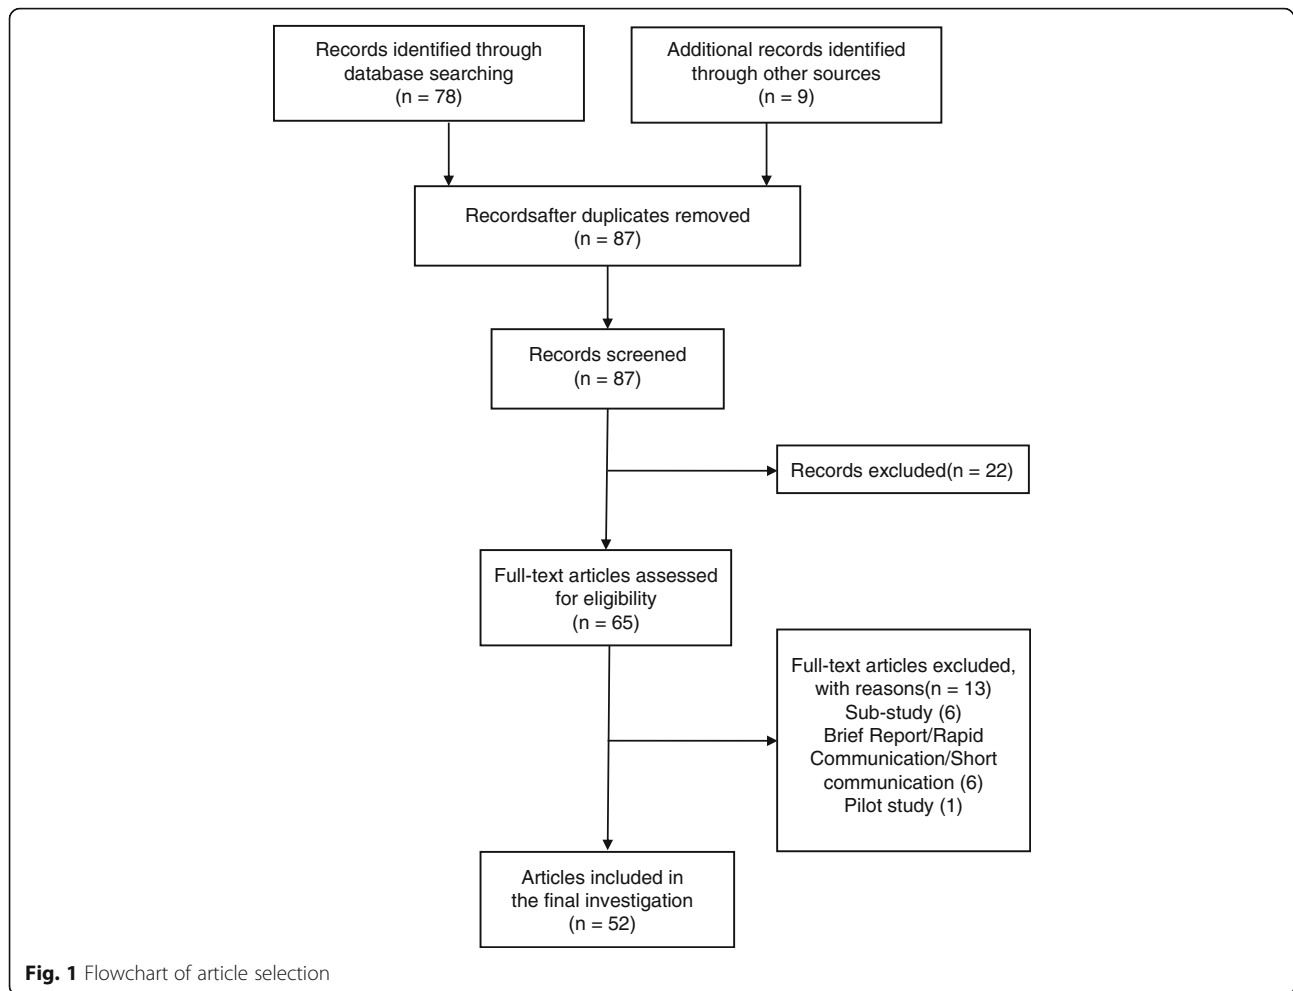 Records identified through
database searching
(n = 78)
Additional records identified
through other sources
(n = 9)
Recordsafter duplicates removed
(n = 87)
Records screened
(n = 87)
Records excluded(n = 22)
Full-text articles assessed
for eligibility
(n = 65)
Full-text articles excluded,
with reasons(n = 13)
Sub-study (6)
Brief Report/Rapid
Communication/Short
communication (6)
Pilot study (1)
Articles included in
the final investigation
(n = 52)
Fig. 1 Flowchart of article selection